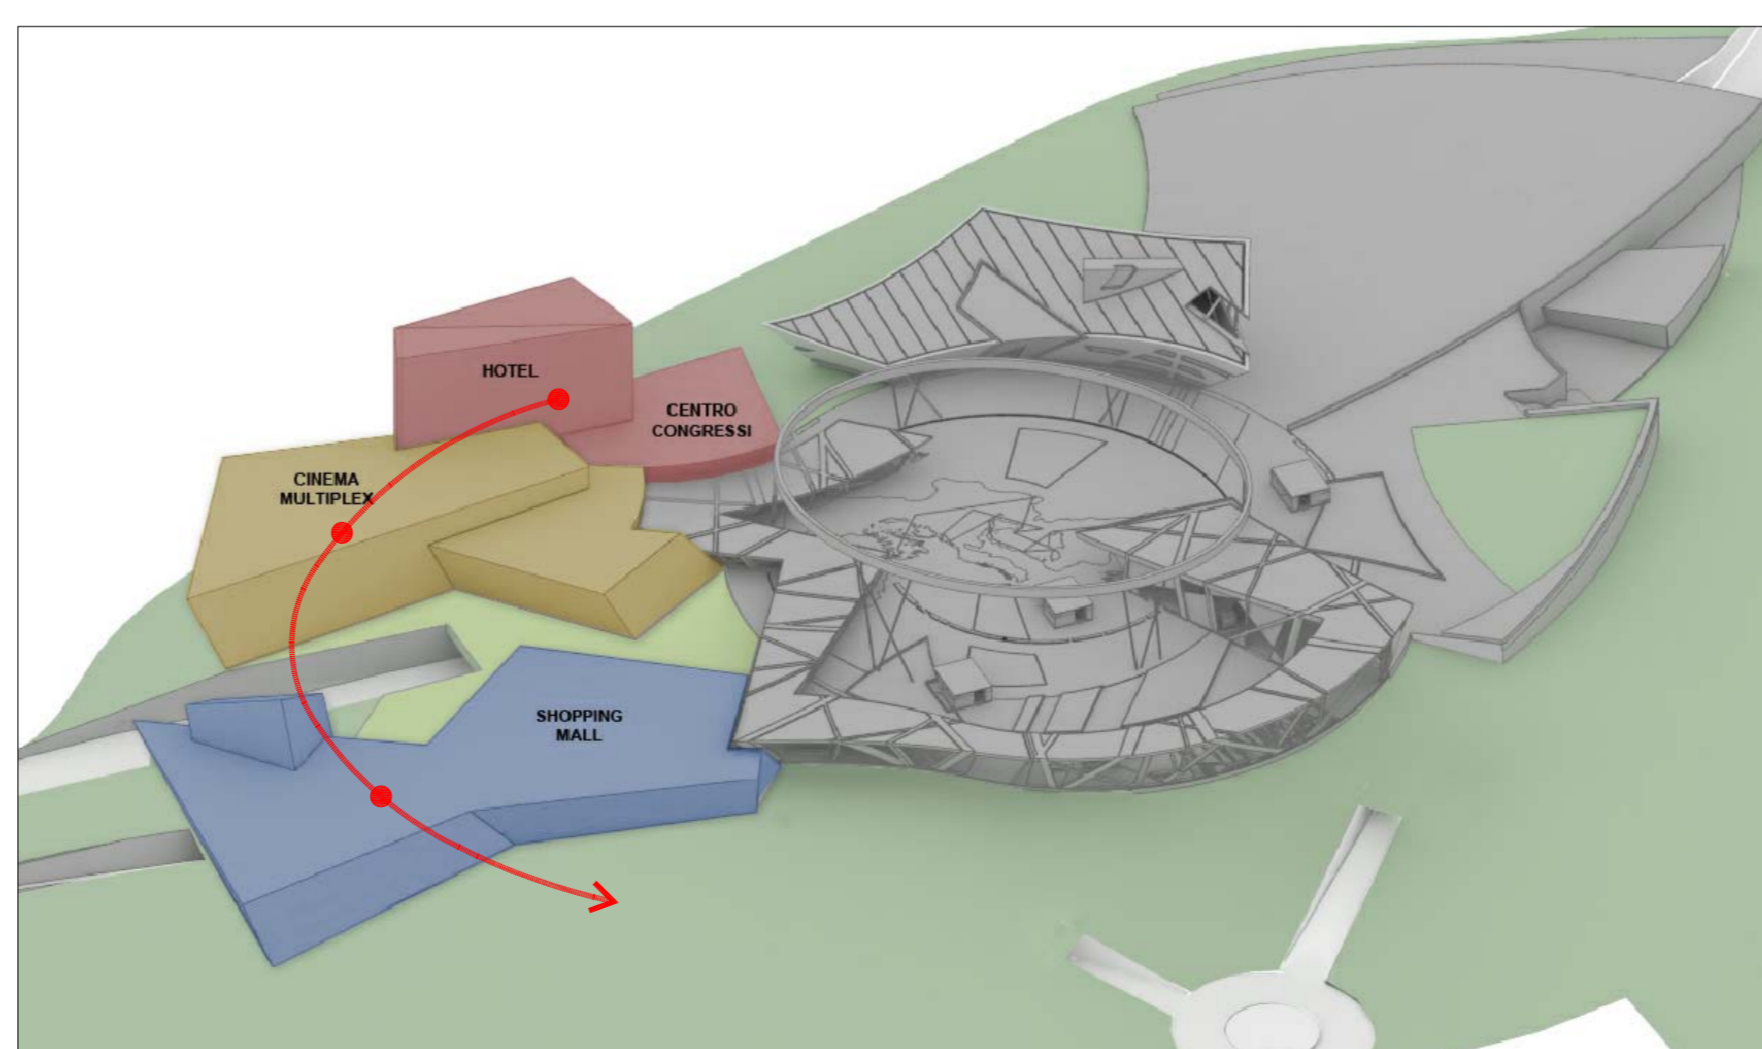 HOTEL
CENTRO
CONGRESSI
CINEMA
MULTIPLEX
SHOPPING
MALL